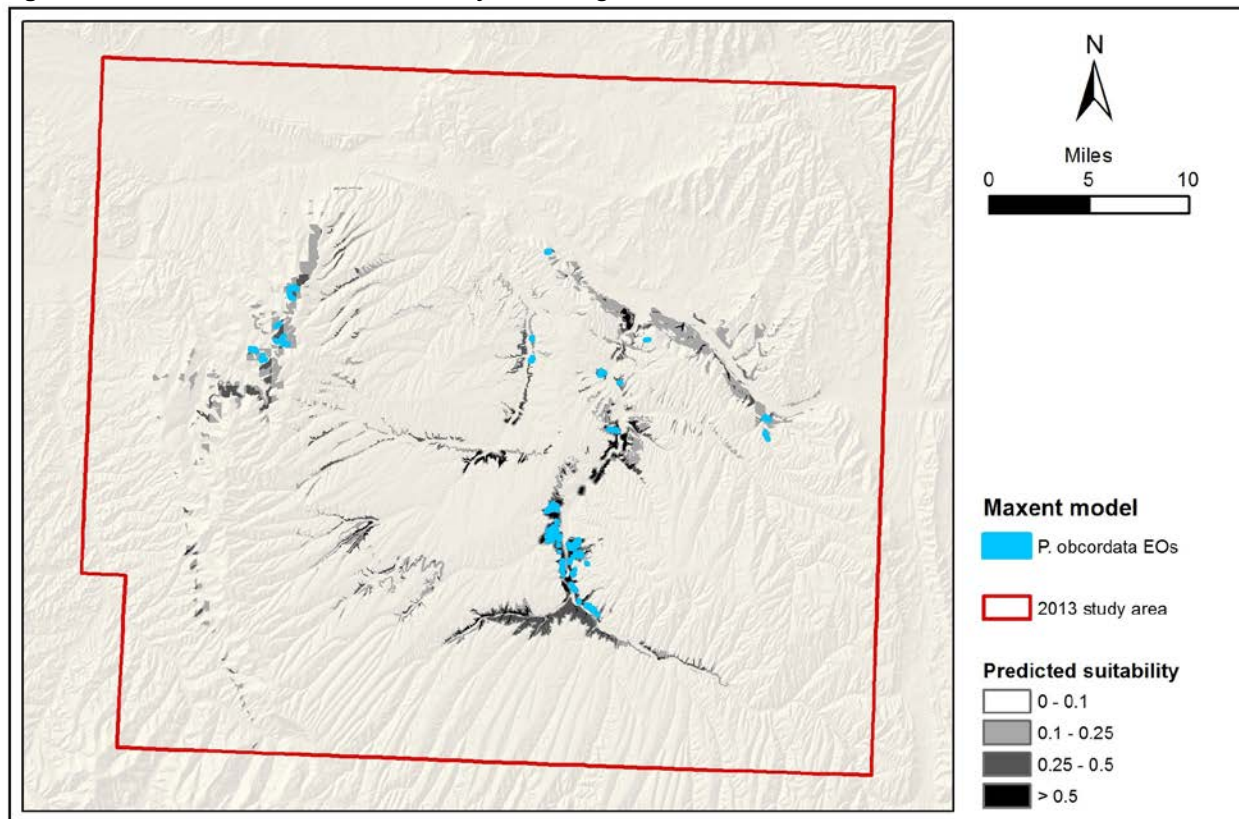 N
Miles
0 5 10
Maxent model
P. obcordata EOs
2013 study area
Predicted suitability
0 - 0.1
0.1 - 0.25
0.25 - 0.5
> 0.5